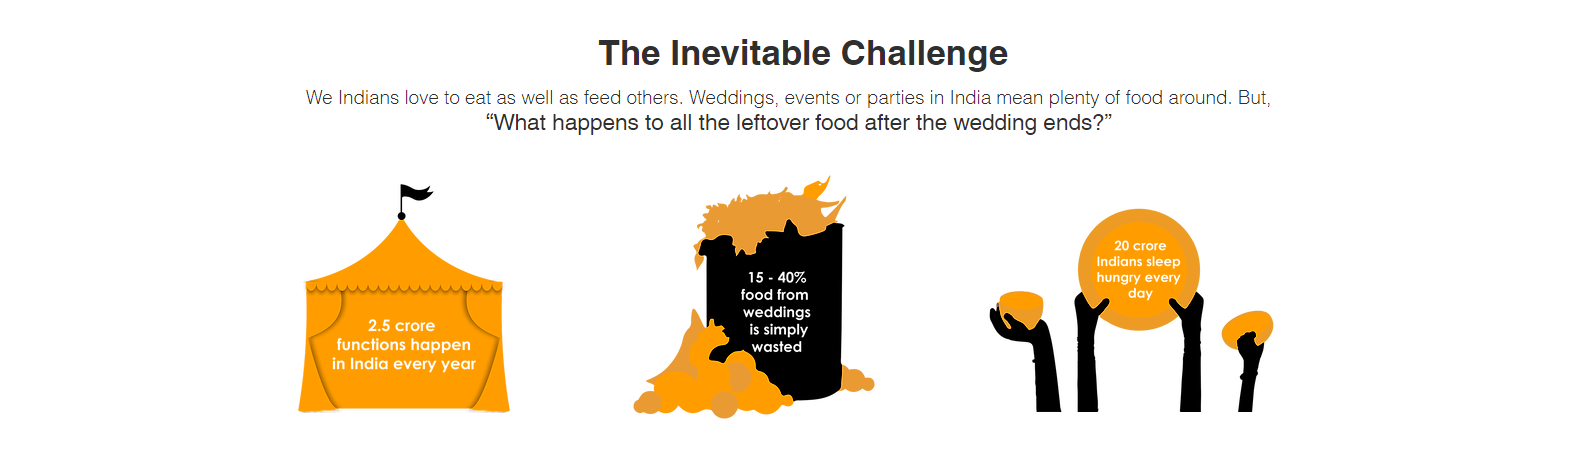 The Inevitable Challenge
We Indians love to eat as well as feed others. Weddings, events or parties in India mean plenty of food around. But,
“What happens to all the leftover food after the wedding ends?”
2.5 crore
functions happen
in India every year
15 - 40%
food from
weddings
is simply
wasted
20 crore
Indians sleep
hungry every
day